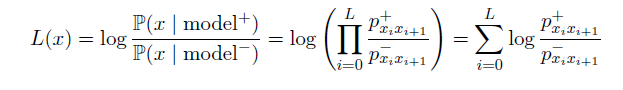 L(x) = log ℙ(x | model⁺) / ℙ(x | model⁻) = log ( ∏_{i=0}^{L} p⁺_{x_i x_{i+1}} / p⁻_{x_i x_{i+1}} ) = ∑_{i=0}^{L} log p⁺_{x_i x_{i+1}} / p⁻_{x_i x_{i+1}}